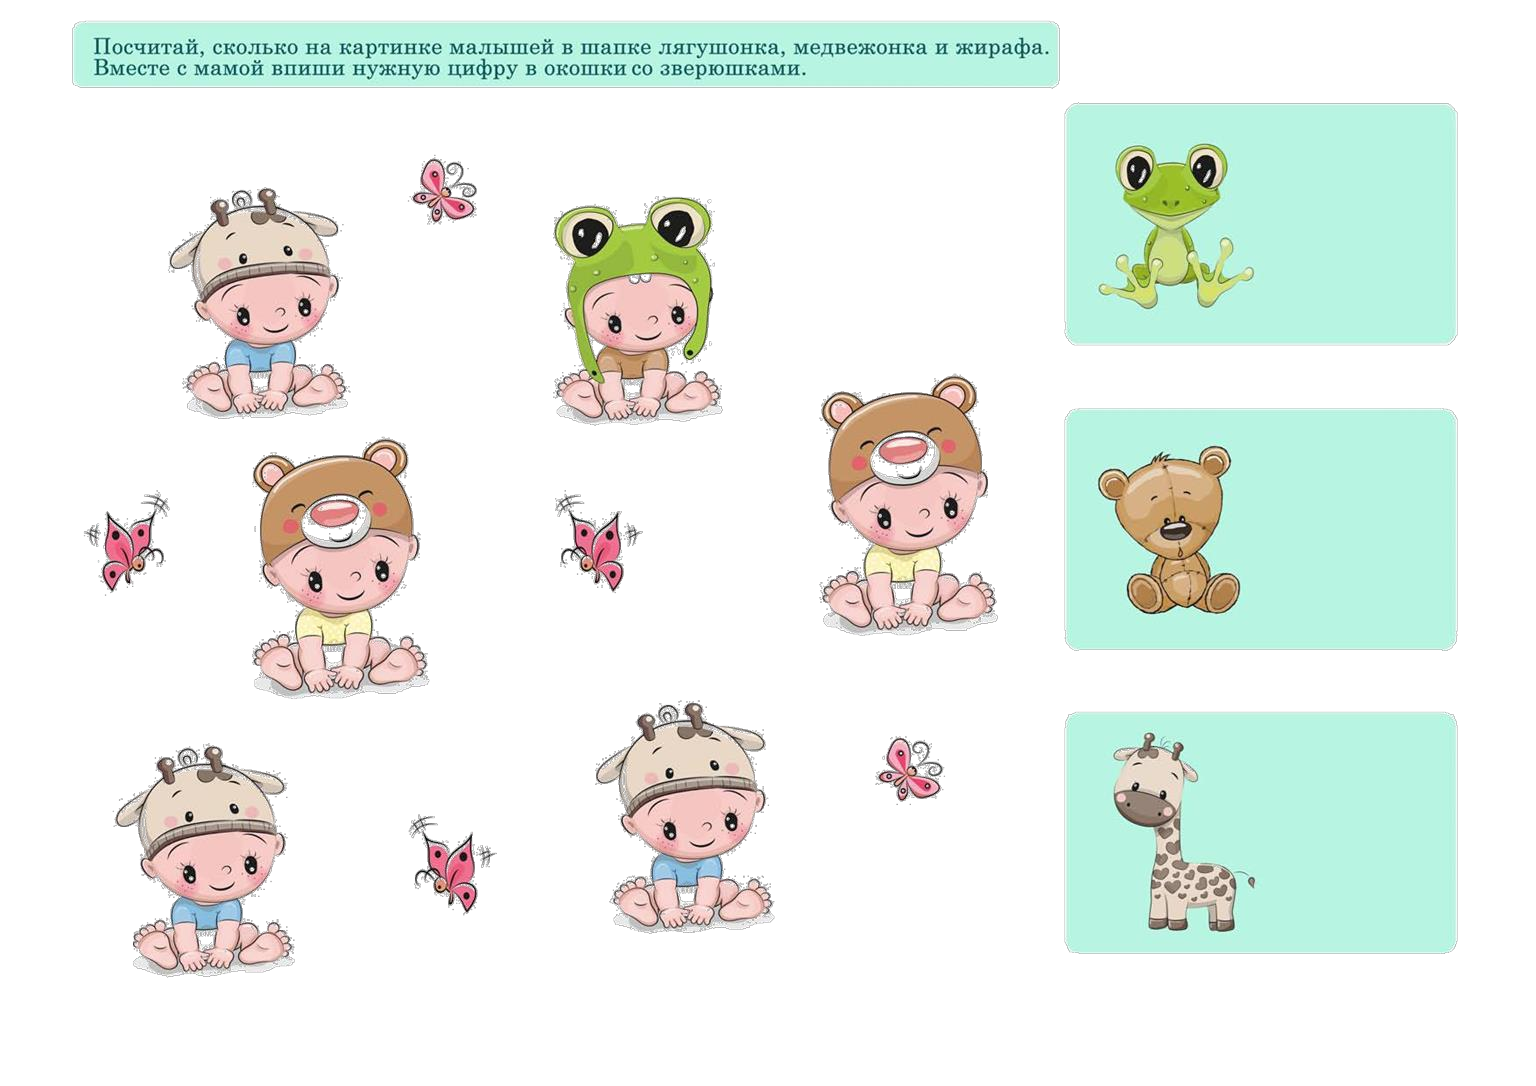 Посчитай, сколько на картинке малышей в шапке лягушонка, медвежонка и жирафа.
Вместе с мамой впиши нужную цифру в окошки со зверюшками.